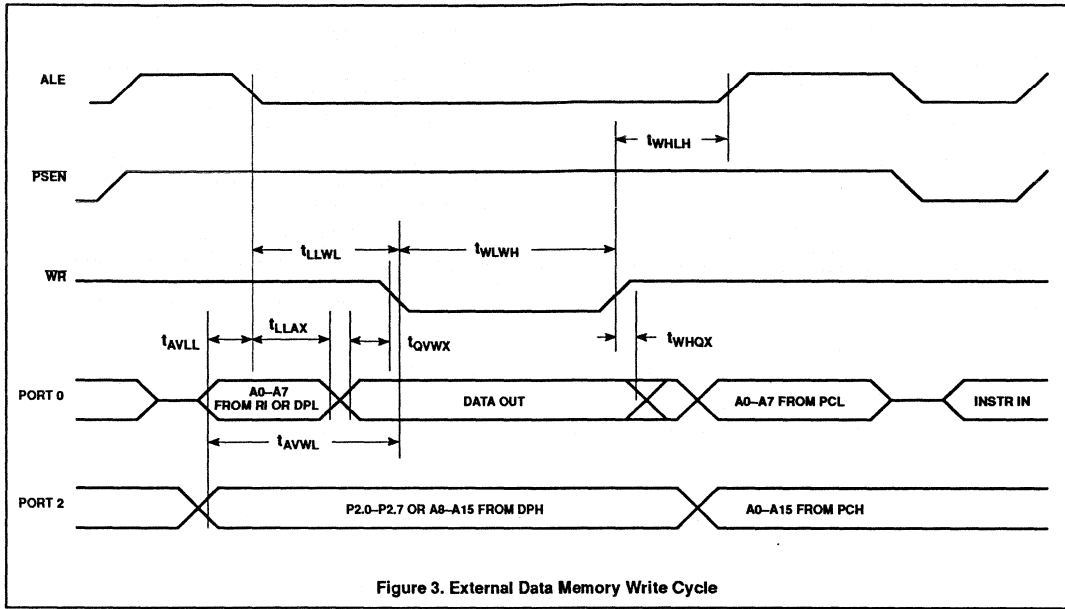 ALE
tWHLH
PSEN
tLLWL
tWLWH
WR
tAVLL
tLLAX
tQVWX
tWHQX
PORT 0
A0–A7
FROM RI OR DPL
DATA OUT
A0–A7 FROM PCL
INSTR IN
tAVWL
PORT 2
P2.0–P2.7 OR A8–A15 FROM DPH
A0–A15 FROM PCH
Figure 3. External Data Memory Write Cycle